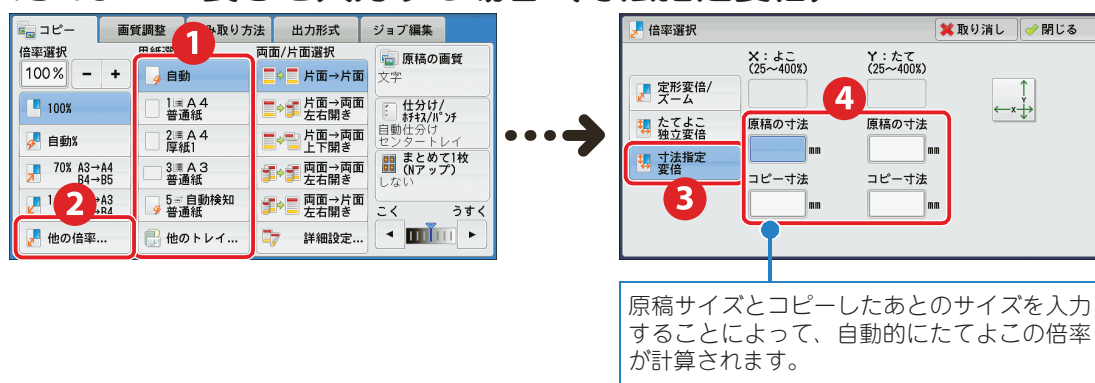 コピー
画質調整
み取り方法
出力形式
ジョブ編集
倍率選択
100%
-
+
100%
自動%
70% A3→A4
B4→B5
→A3
→B4
他の倍率...
1
2
自動
1 A4
普通紙
2 A4
厚紙1
3 A3
普通紙
5 自動検知
普通紙
他のトレイ...
両面/片面選択
片面→片面
片面→両面
左右開き
片面→両面
上下開き
両面→両面
左右開き
両面→片面
左右開き
詳細設定...
原稿の画質
文字
仕分け/
ホチキス/パンチ
自動仕分け
センタートレイ
まとめて1枚
(Nアップ)
しない
こく
うすく
倍率選択
取り消し
閉じる
定形変倍/
ズーム
たてよこ
独立変倍
寸法指定
変倍
3
X:よこ
(25〜400%)
Y:たて
(25〜400%)
4
原稿の寸法
原稿の寸法
mm
mm
コピー寸法
コピー寸法
mm
mm
Y
X
原稿サイズとコピーしたあとのサイズを入力
することによって、自動的にたてよこの倍率
が計算されます。